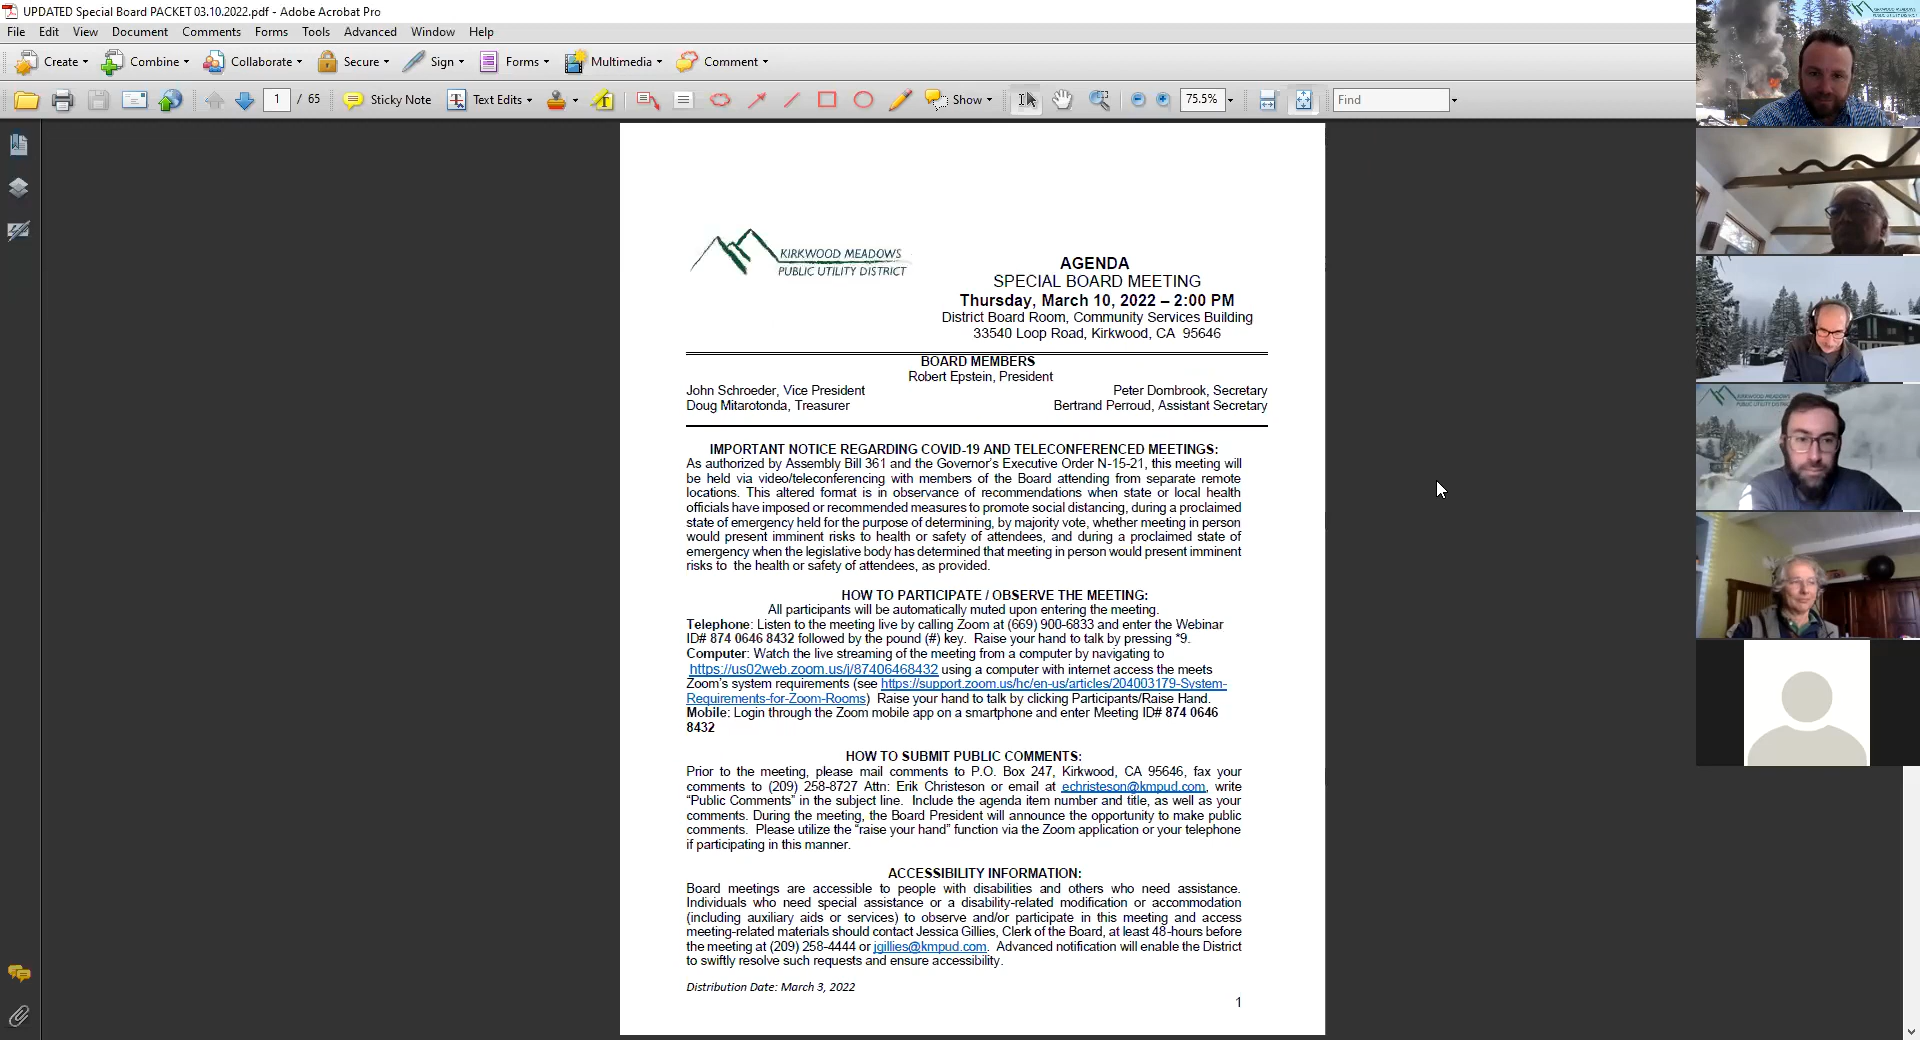 UPDATED Special Board PACKET 03.10.2022.pdf - Adobe Acrobat Pro
File Edit View Document Comments Forms Tools Advanced Window Help
Create Combine Collaborate Secure Sign Forms Multimedia Comment
1 / 65 Sticky Note Text Edits Show 75.5% Find
KIRKWOOD MEADOWS
PUBLIC UTILITY DISTRICT
AGENDA
SPECIAL BOARD MEETING
Thursday, March 10, 2022 – 2:00 PM
District Board Room, Community Services Building
33540 Loop Road, Kirkwood, CA 95646
BOARD MEMBERS
Robert Epstein, President
John Schroeder, Vice President Peter Dornbrook, Secretary
Doug Mitarotonda, Treasurer Bertrand Perroud, Assistant Secretary
IMPORTANT NOTICE REGARDING COVID-19 AND TELECONFERENCED MEETINGS:
As authorized by Assembly Bill 361 and the Governor's Executive Order N-15-21, this meeting will
be held via video/teleconferencing with members of the Board attending from separate remote
locations. This altered format is in observance of recommendations when state or local health
officials have imposed or recommended measures to promote social distancing, during a proclaimed
state of emergency held for the purpose of determining, by majority vote, whether meeting in person
would present imminent risks to health or safety of attendees, and during a proclaimed state of
emergency when the legislative body has determined that meeting in person would present imminent
risks to the health or safety of attendees, as provided.
HOW TO PARTICIPATE / OBSERVE THE MEETING:
All participants will be automatically muted upon entering the meeting.
Telephone: Listen to the meeting live by calling Zoom at (669) 900-6833 and enter the Webinar
ID# 874 0646 8432 followed by the pound (#) key. Raise your hand to talk by pressing *9.
Computer: Watch the live streaming of the meeting from a computer by navigating to
https://us02web.zoom.us/j/87406468432 using a computer with internet access the meets
Zoom's system requirements (see https://support.zoom.us/hc/en-us/articles/204003179-System-
Requirements-for-Zoom-Rooms) Raise your hand to talk by clicking Participants/Raise Hand.
Mobile: Login through the Zoom mobile app on a smartphone and enter Meeting ID# 874 0646
8432
HOW TO SUBMIT PUBLIC COMMENTS:
Prior to the meeting, please mail comments to P.O. Box 247, Kirkwood, CA 95646, fax your
comments to (209) 258-8727 Attn: Erik Christeson or email at echristeson@kmpud.com, write
“Public Comments” in the subject line. Include the agenda item number and title, as well as your
comments. During the meeting, the Board President will announce the opportunity to make public
comments. Please utilize the “raise your hand” function via the Zoom application or your telephone
if participating in this manner.
ACCESSIBILITY INFORMATION:
Board meetings are accessible to people with disabilities and others who need assistance.
Individuals who need special assistance or a disability-related modification or accommodation
(including auxiliary aids or services) to observe and/or participate in this meeting and access
meeting-related materials should contact Jessica Gillies, Clerk of the Board, at least 48-hours before
the meeting at (209) 258-4444 or jgillies@kmpud.com. Advanced notification will enable the District
to swiftly resolve such requests and ensure accessibility.
Distribution Date: March 3, 2022
1